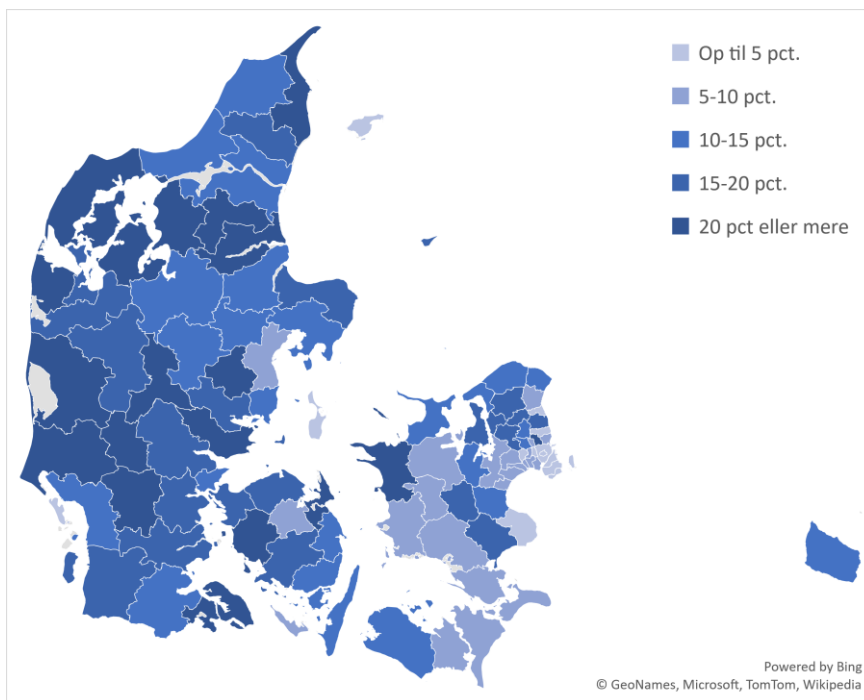 Op til 5 pct.
5-10 pct.
10-15 pct.
15-20 pct.
20 pct eller mere
Powered by Bing
© GeoNames, Microsoft, TomTom, Wikipedia